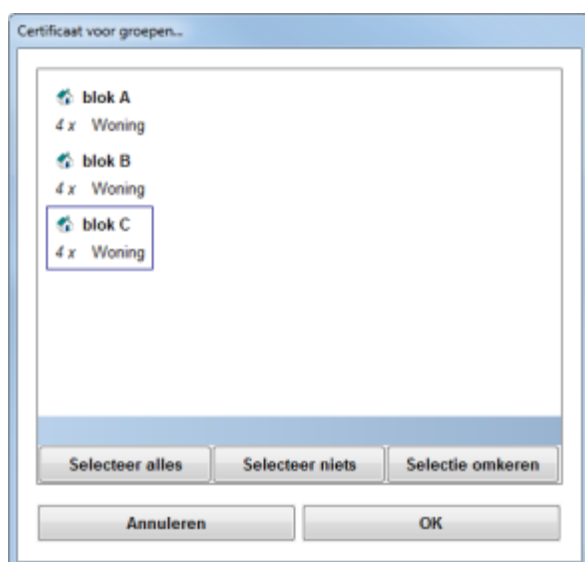 Certificaat voor groepen...
blok A
4 x Woning
blok B
4 x Woning
blok C
4 x Woning
Selecteer alles Selecteer niets Selectie omkeren
Annuleren OK